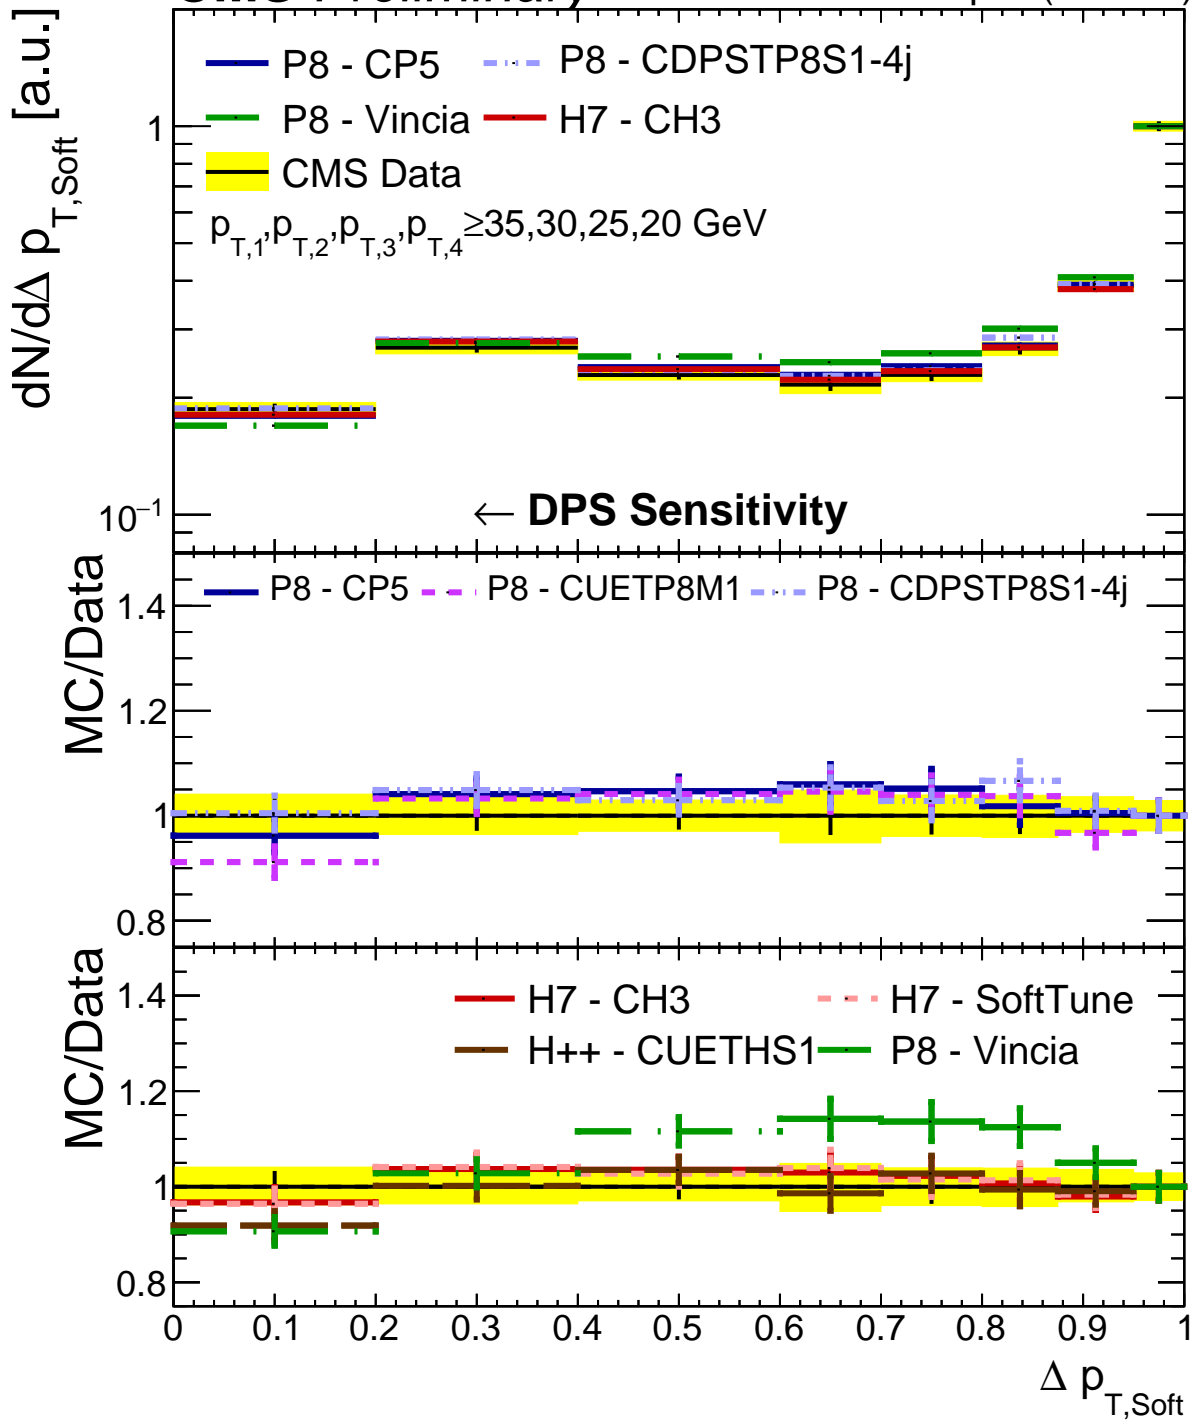 P8 - CP5 P8 - CDPSTP8S1-4j
P8 - Vincia H7 - CH3
CMS Data
p_T,1,p_T,2,p_T,3,p_T,4≥35,30,25,20 GeV
dN/dΔ p_T,Soft [a.u.]
1
10⁻¹
← DPS Sensitivity
P8 - CP5 P8 - CUETP8M1 P8 - CDPSTP8S1-4j
MC/Data
1.4
1.2
1
0.8
H7 - CH3 H7 - SoftTune
H++ - CUETHS1 P8 - Vincia
MC/Data
1.4
1.2
1
0.8
0 0.1 0.2 0.3 0.4 0.5 0.6 0.7 0.8 0.9 1
Δ p_T,Soft